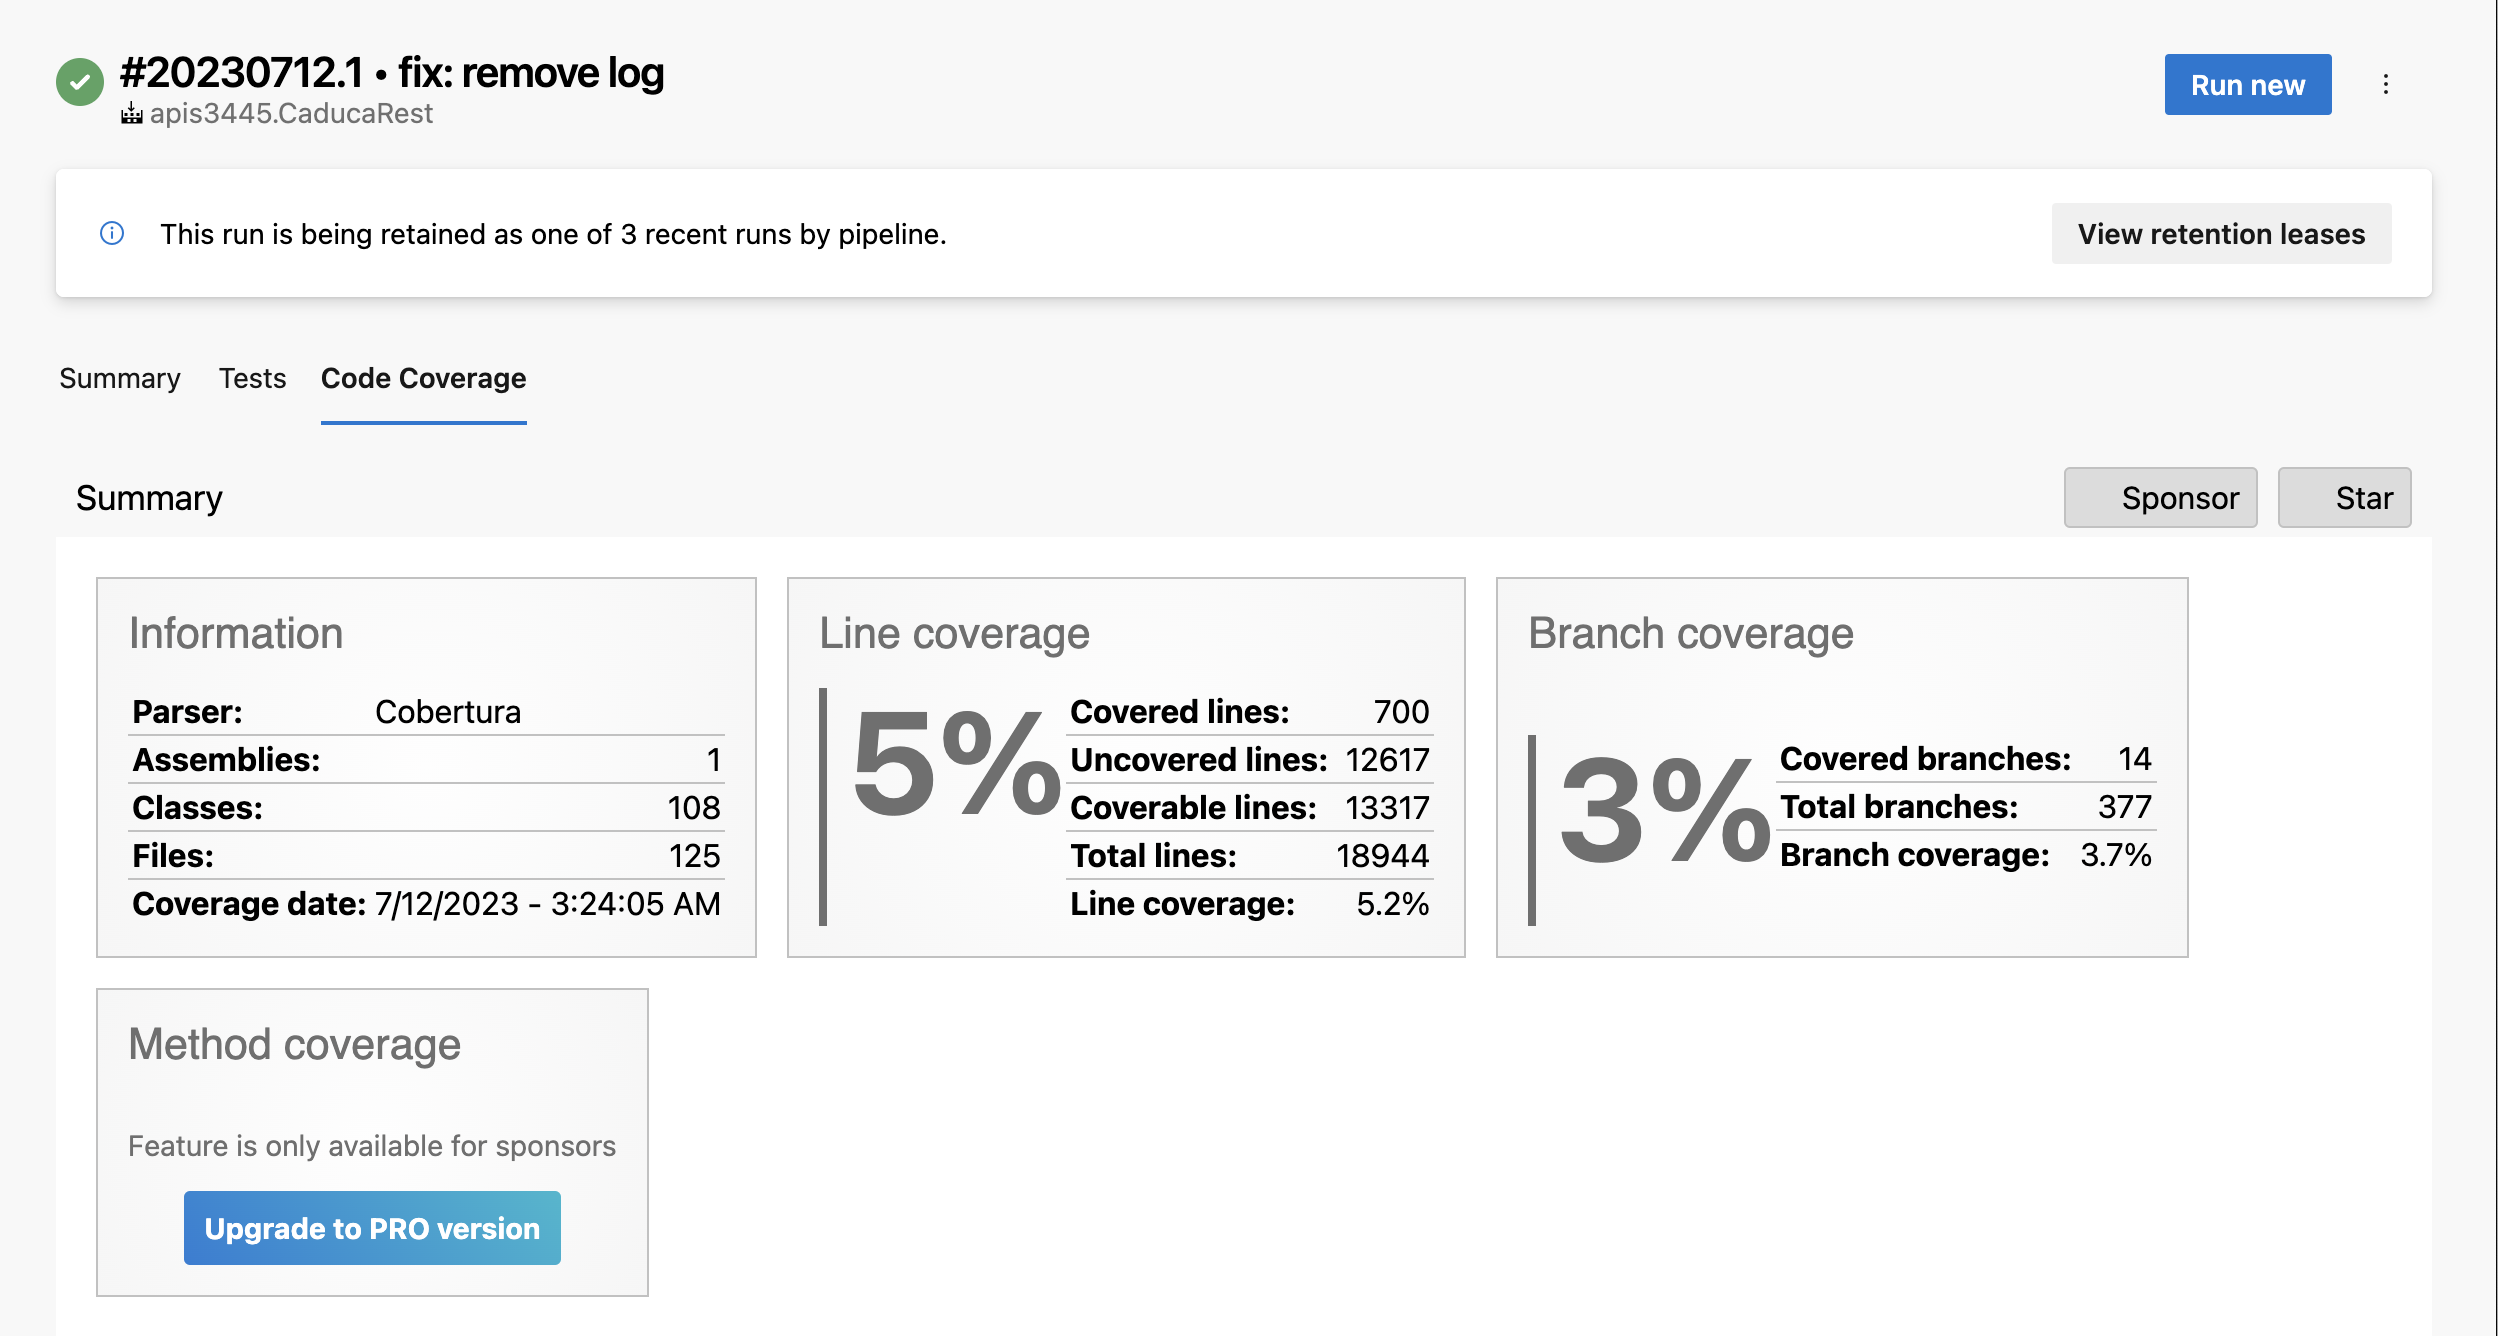 #20230712.1 • fix: remove log
Run new
apis3445.CaducaRest
This run is being retained as one of 3 recent runs by pipeline.
View retention leases
Summary Tests Code Coverage
Summary
Sponsor Star
Information
Parser: Cobertura
Assemblies: 1
Classes: 108
Files: 125
Coverage date: 7/12/2023 - 3:24:05 AM
Line coverage
5%
Covered lines: 700
Uncovered lines: 12617
Coverable lines: 13317
Total lines: 18944
Line coverage: 5.2%
Branch coverage
3%
Covered branches: 14
Total branches: 377
Branch coverage: 3.7%
Method coverage
Feature is only available for sponsors
Upgrade to PRO version